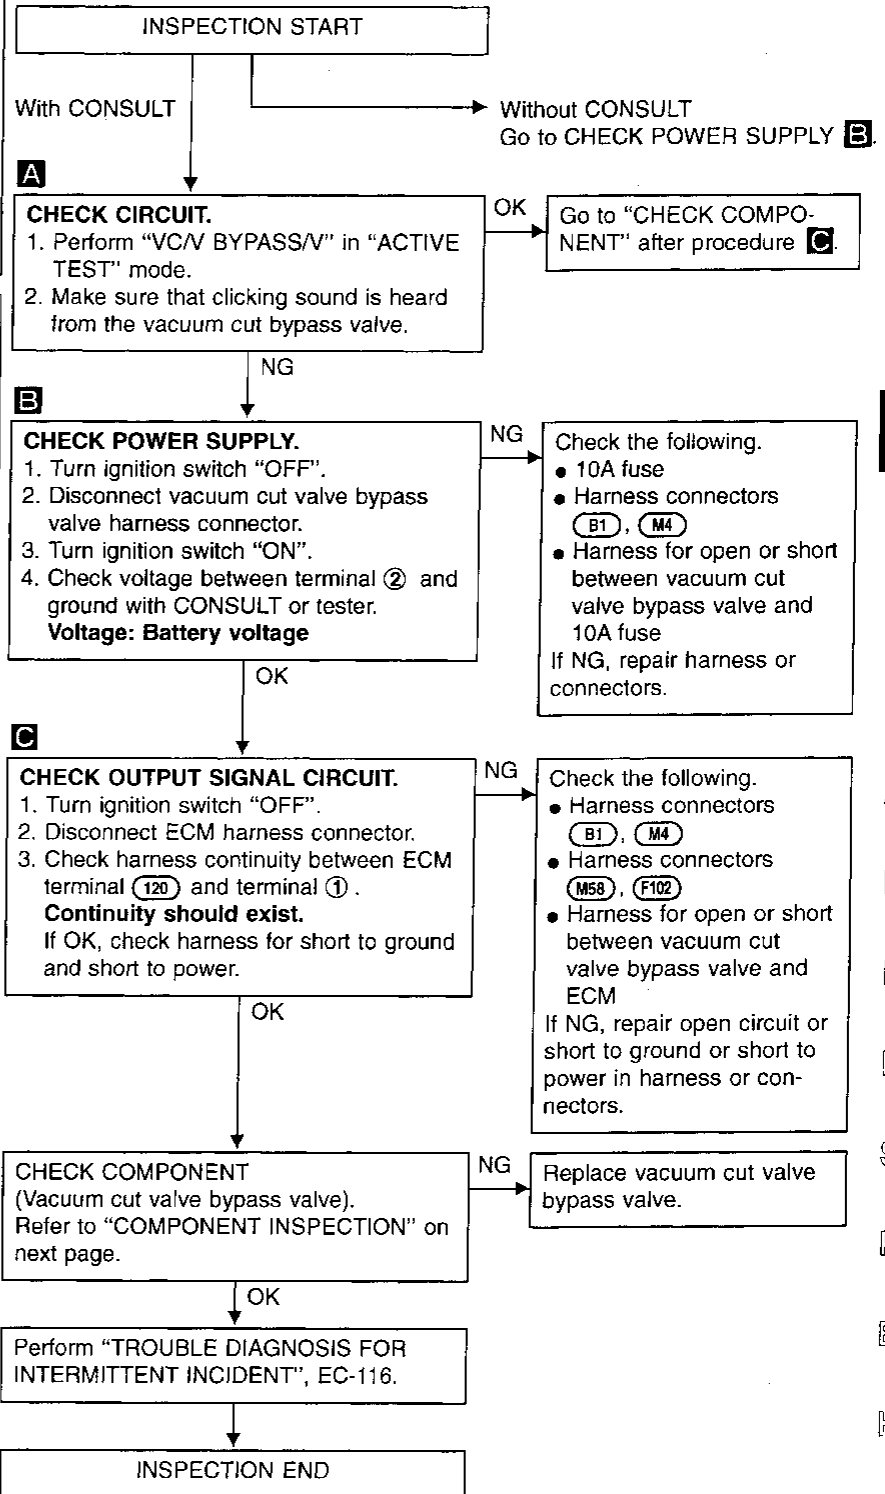 INSPECTION START
With CONSULT
Without CONSULT
Go to CHECK POWER SUPPLY B.
A
CHECK CIRCUIT.
1. Perform “VC/V BYPASS/V” in “ACTIVE
TEST” mode.
2. Make sure that clicking sound is heard
from the vacuum cut bypass valve.
OK
Go to “CHECK COMPO-
NENT” after procedure C.
NG
B
CHECK POWER SUPPLY.
1. Turn ignition switch “OFF”.
2. Disconnect vacuum cut valve bypass
valve harness connector.
3. Turn ignition switch “ON”.
4. Check voltage between terminal ② and
ground with CONSULT or tester.
Voltage: Battery voltage
NG
Check the following.
● 10A fuse
● Harness connectors
B1, M4
● Harness for open or short
between vacuum cut
valve bypass valve and
10A fuse
If NG, repair harness or
connectors.
OK
C
CHECK OUTPUT SIGNAL CIRCUIT.
1. Turn ignition switch “OFF”.
2. Disconnect ECM harness connector.
3. Check harness continuity between ECM
terminal 120 and terminal ①.
Continuity should exist.
If OK, check harness for short to ground
and short to power.
NG
Check the following.
● Harness connectors
B1, M4
● Harness connectors
M58, F102
● Harness for open or short
between vacuum cut
valve bypass valve and
ECM
If NG, repair open circuit or
short to ground or short to
power in harness or con-
nectors.
OK
CHECK COMPONENT
(Vacuum cut valve bypass valve).
Refer to “COMPONENT INSPECTION” on
next page.
NG
Replace vacuum cut valve
bypass valve.
OK
Perform “TROUBLE DIAGNOSIS FOR
INTERMITTENT INCIDENT”, EC-116.
INSPECTION END